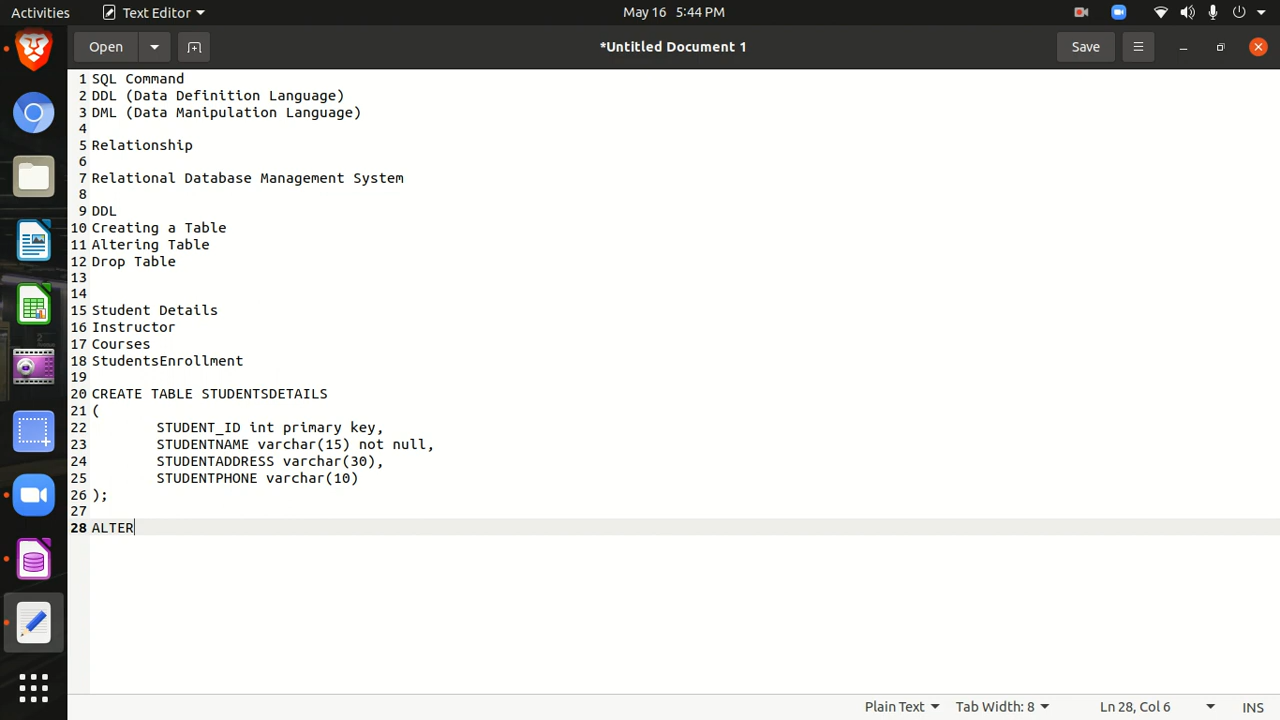 Activities
Text Editor
May 16 5:44 PM
Open
*Untitled Document 1
Save
1 SQL Command
2 DDL (Data Definition Language)
3 DML (Data Manipulation Language)
4
5 Relationship
6
7 Relational Database Management System
8
9 DDL
10 Creating a Table
11 Altering Table
12 Drop Table
13
14
15 Student Details
16 Instructor
17 Courses
18 StudentsEnrollment
19
20 CREATE TABLE STUDENTSDETAILS
21 (
22 STUDENT_ID int primary key,
23 STUDENTNAME varchar(15) not null,
24 STUDENTADDRESS varchar(30),
25 STUDENTPHONE varchar(10)
26 );
27
28 ALTER
Plain Text
Tab Width: 8
Ln 28, Col 6
INS